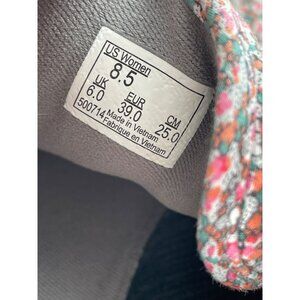 US Women
8.5
UK EUR CM
6.0 39.0 25.0
500714 Made in Vietnam
Fabriqué en Vietnam